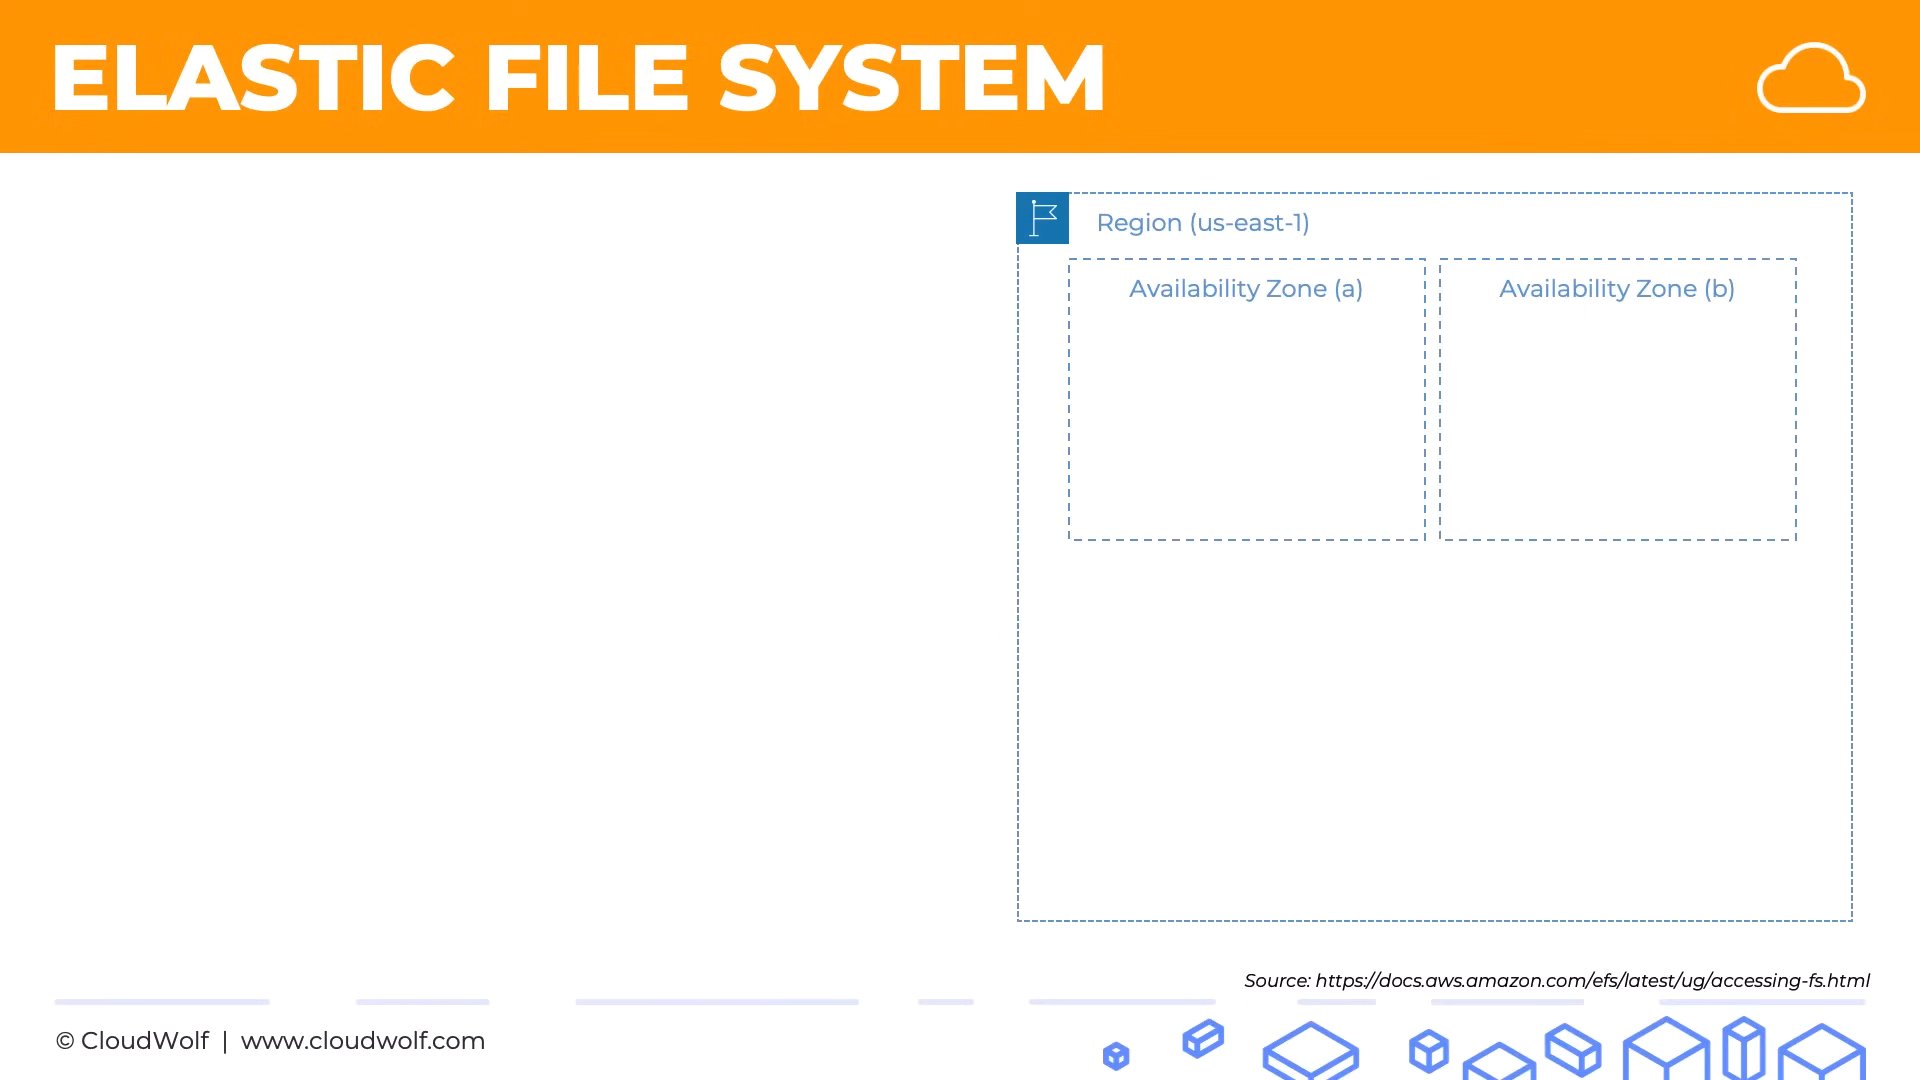 ELASTIC FILE SYSTEM
Region (us-east-1)
Availability Zone (a)
Availability Zone (b)
Source: https://docs.aws.amazon.com/efs/latest/ug/accessing-fs.html
© CloudWolf | www.cloudwolf.com